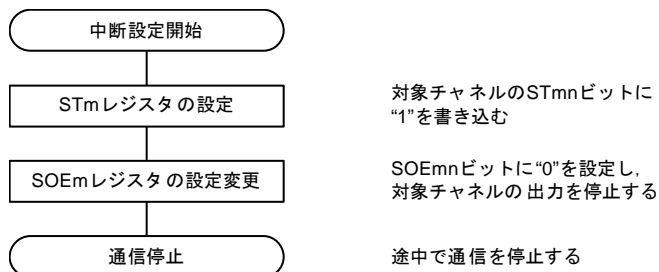 中断設定開始
STmレジスタの設定
対象チャネルのSTmnビットに
“1”を書き込む
SOEmレジスタの設定変更
SOEmnビットに“0”を設定し,
対象チャネルの出力を停止する
通信停止
途中で通信を停止する